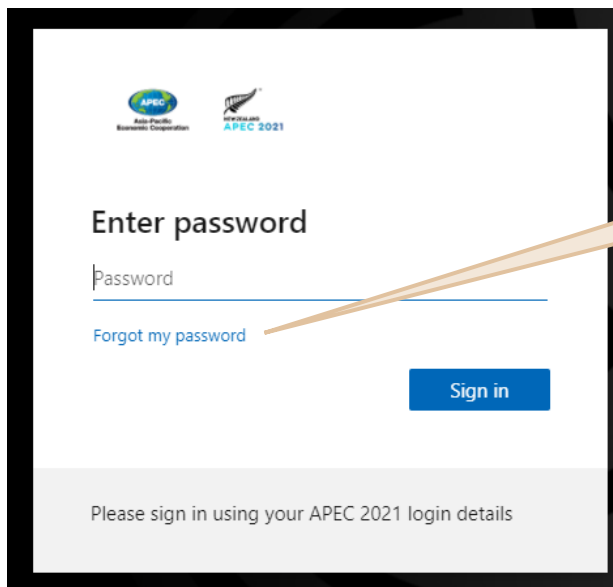 APEC
Asia-Pacific
Economic Cooperation
NEW ZEALAND
APEC 2021
Enter password
Password
Forgot my password
Sign in
Please sign in using your APEC 2021 login details